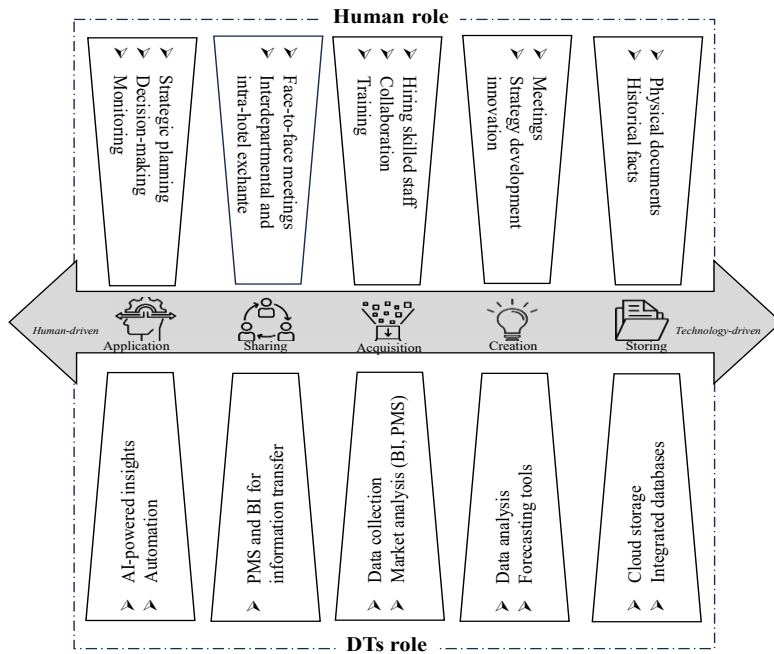 Human role
Strategic planning
Decision-making
Monitoring
Face-to-face meetings
Interdepartmental and
intra-hotel exchante
Hiring skilled staff
Collaboration
Training
Meetings
Strategy development
innovation
Physical documents
Historical facts
Human-driven
Application
Sharing
Acquisition
Creation
Storing
Technology-driven
AI-powered insights
Automation
PMS and BI for
information transfer
Data collection
Market analysis (BI, PMS)
Data analysis
Forecasting tools
Cloud storage
Integrated databases
DTs role